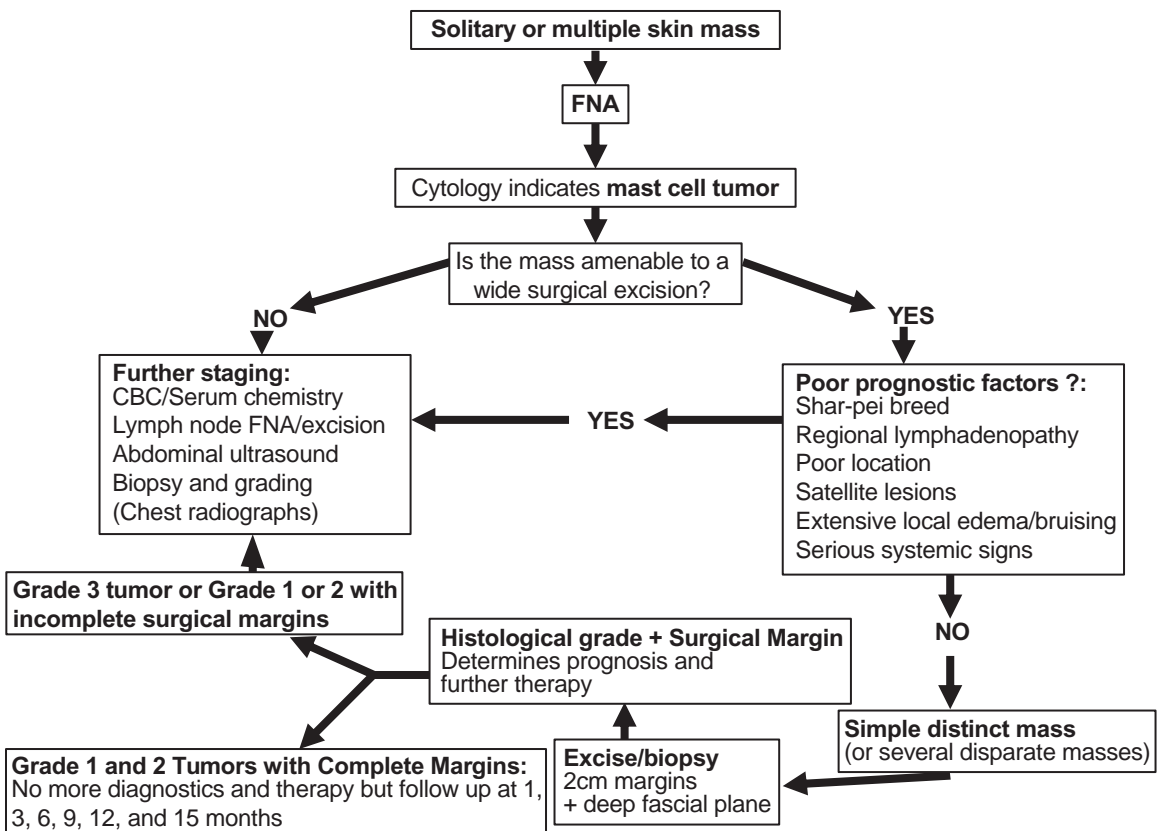 Solitary or multiple skin mass
FNA
Cytology indicates mast cell tumor
Is the mass amenable to a
wide surgical excision?
NO
YES
Further staging:
CBC/Serum chemistry
Lymph node FNA/excision
Abdominal ultrasound
Biopsy and grading
(Chest radiographs)
YES
Poor prognostic factors ?:
Shar-pei breed
Regional lymphadenopathy
Poor location
Satellite lesions
Extensive local edema/bruising
Serious systemic signs
Grade 3 tumor or Grade 1 or 2 with
incomplete surgical margins
NO
Histological grade + Surgical Margin
Determines prognosis and
further therapy
Simple distinct mass
(or several disparate masses)
Grade 1 and 2 Tumors with Complete Margins:
No more diagnostics and therapy but follow up at 1,
3, 6, 9, 12, and 15 months
Excise/biopsy
2cm margins
+ deep fascial plane